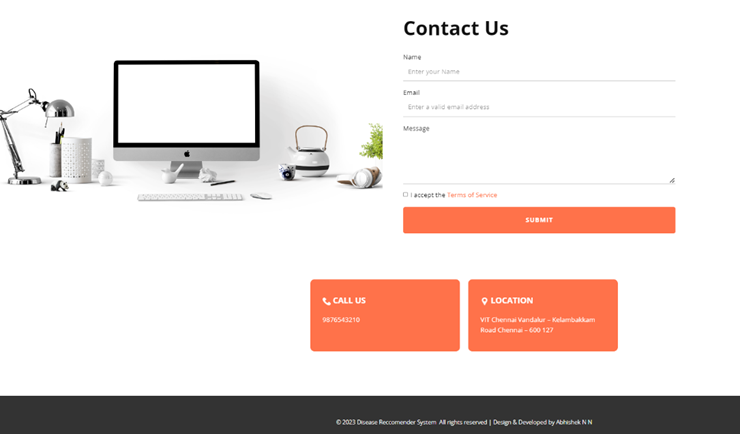 Contact Us
Name
Enter your Name
Email
Enter a valid email address
Message
I accept the Terms of Service
SUBMIT
CALL US
9876543210
LOCATION
VIT Chennai Vandalur – Kelambakkam
Road Chennai – 600 127
© 2023 Disease Reccomender System All rights reserved | Design & Developed by Abhishek N N